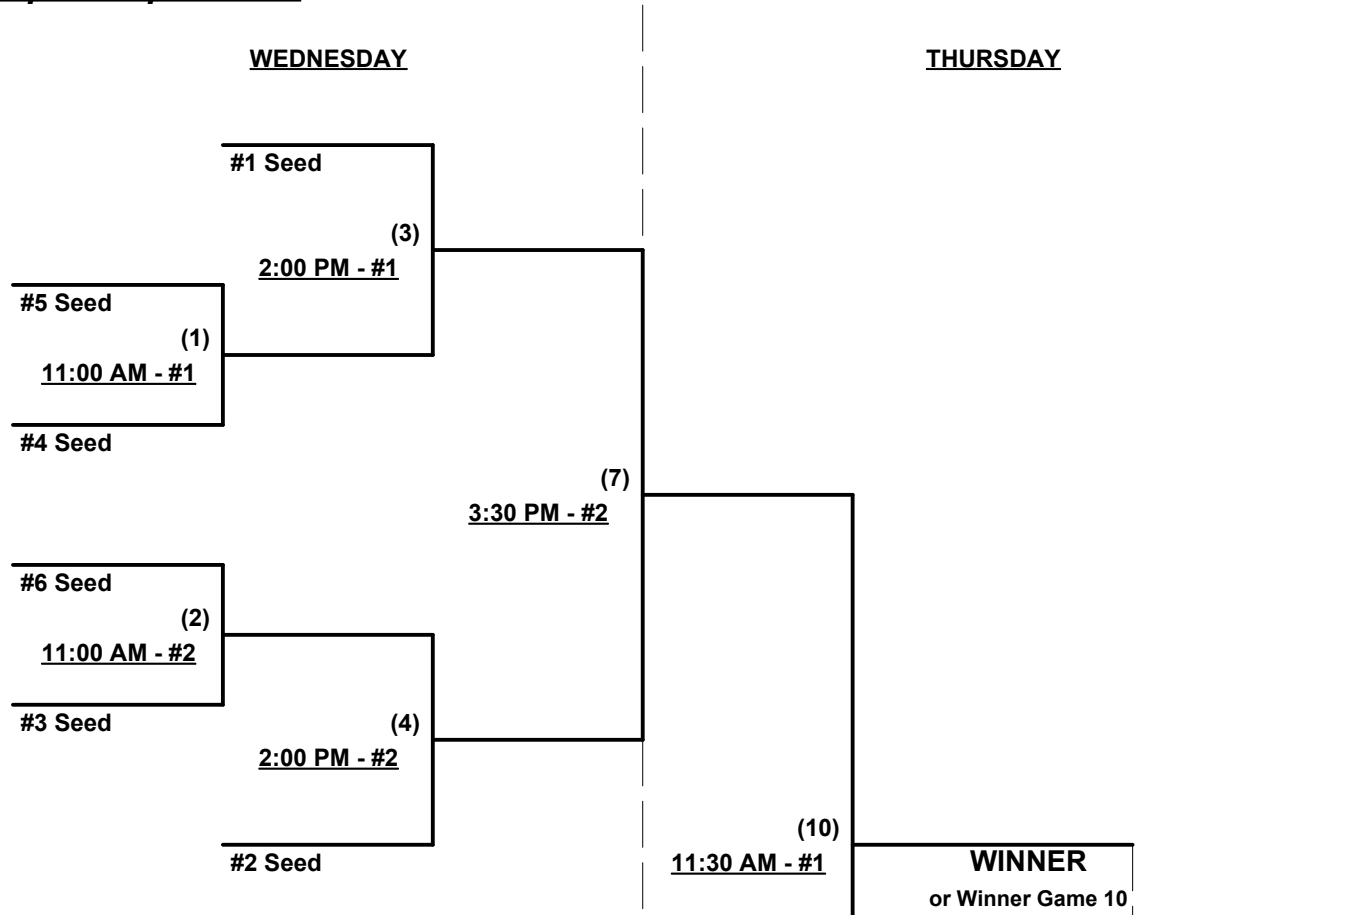 WEDNESDAY
THURSDAY
#1 Seed
(3)
2:00 PM - #1
#5 Seed
(1)
11:00 AM - #1
#4 Seed
(7)
3:30 PM - #2
#6 Seed
(2)
11:00 AM - #2
#3 Seed
(4)
2:00 PM - #2
#2 Seed
(10)
11:30 AM - #1
WINNER
or Winner Game 10